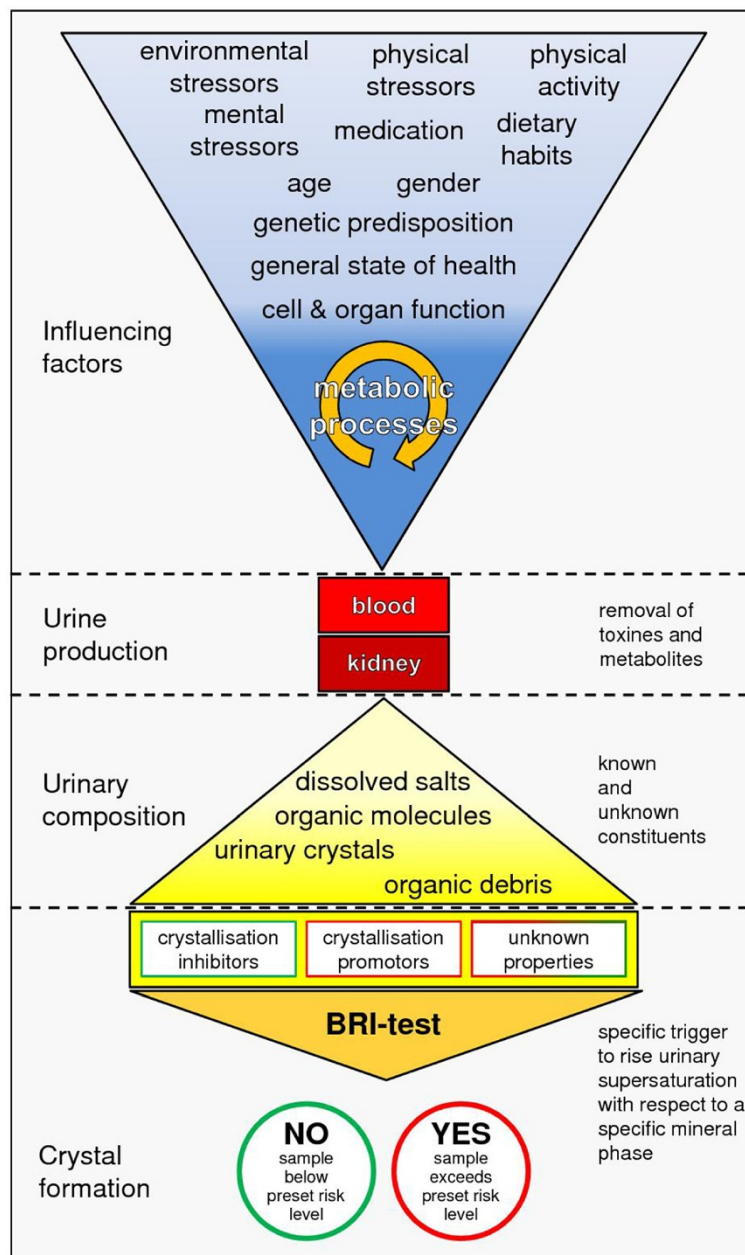 environmental stressors
physical stressors
physical activity
mental stressors
medication
dietary habits
age
gender
genetic predisposition
general state of health
cell & organ function
Influencing
factors
metabolic
processes
blood
Urine
production
kidney
removal of
toxines and
metabolites
Urinary
composition
dissolved salts
organic molecules
urinary crystals
organic debris
known
and
unknown
constituents
crystallisation
inhibitors
crystallisation
promotors
unknown
properties
BRI-test
specific trigger
to rise urinary
supersaturation
with respect to a
specific mineral
phase
Crystal
formation
NO
sample
below
preset risk
level
YES
sample
exceeds
preset risk
level